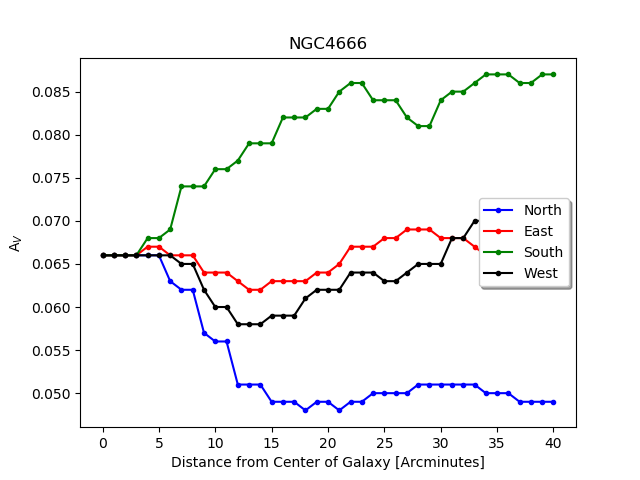 NGC4666
0.085
0.080
0.075
0.070
0.065
0.060
0.055
0.050
A_V
North
East
South
West
0 5 10 15 20 25 30 35 40
Distance from Center of Galaxy [Arcminutes]